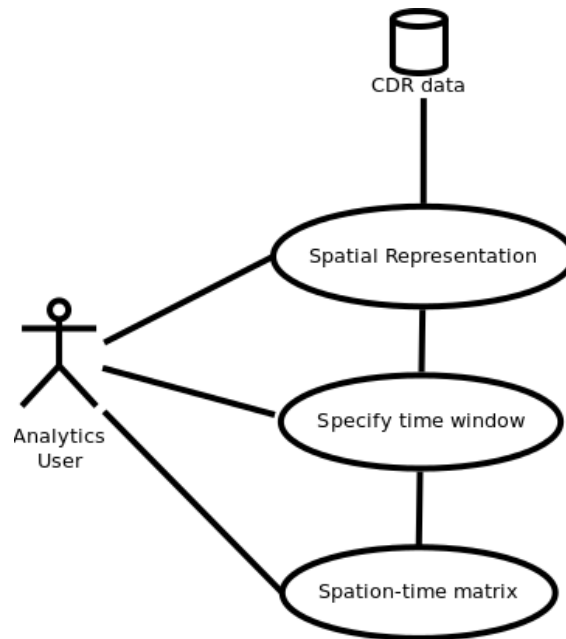 CDR data
Spatial Representation
Analytics
User
Specify time window
Spation-time matrix